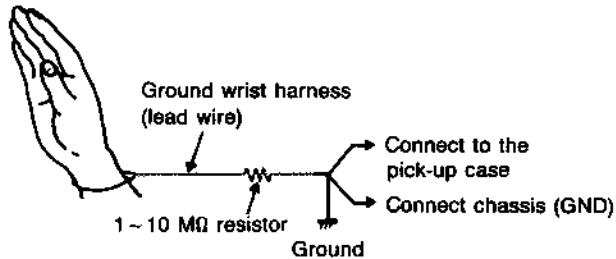 Ground wrist harness
(lead wire)
Connect to the
pick-up case
Connect chassis (GND)
1~10 MΩ resistor
Ground